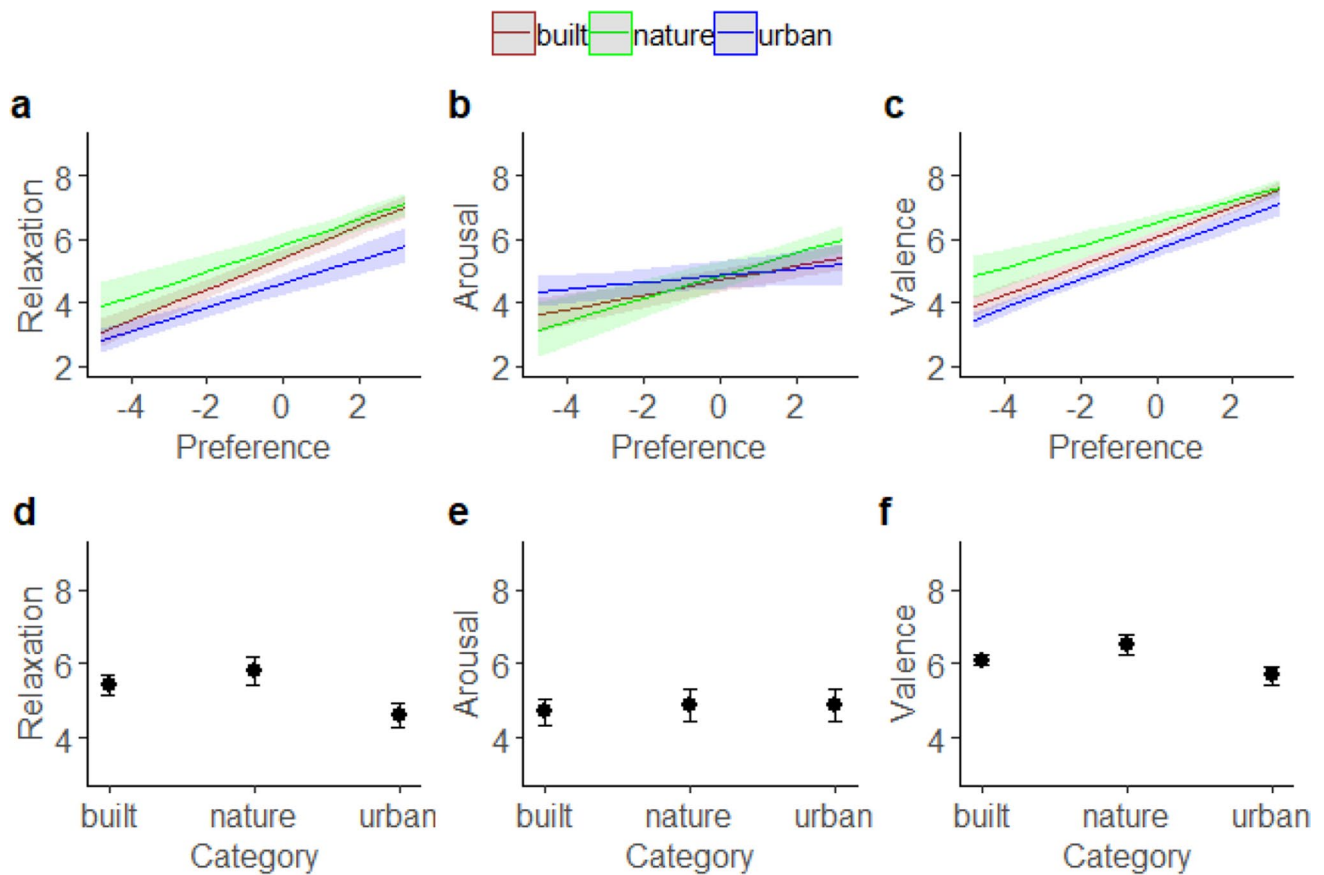 built nature urban
a
Relaxation
8
6
4
2
-4 -2 0 2
Preference
b
Arousal
8
6
4
2
-4 -2 0 2
Preference
c
Valence
8
6
4
2
-4 -2 0 2
Preference
d
Relaxation
8
6
4
built nature urban
Category
e
Arousal
8
6
4
built nature urban
Category
f
Valence
8
6
4
built nature urban
Category